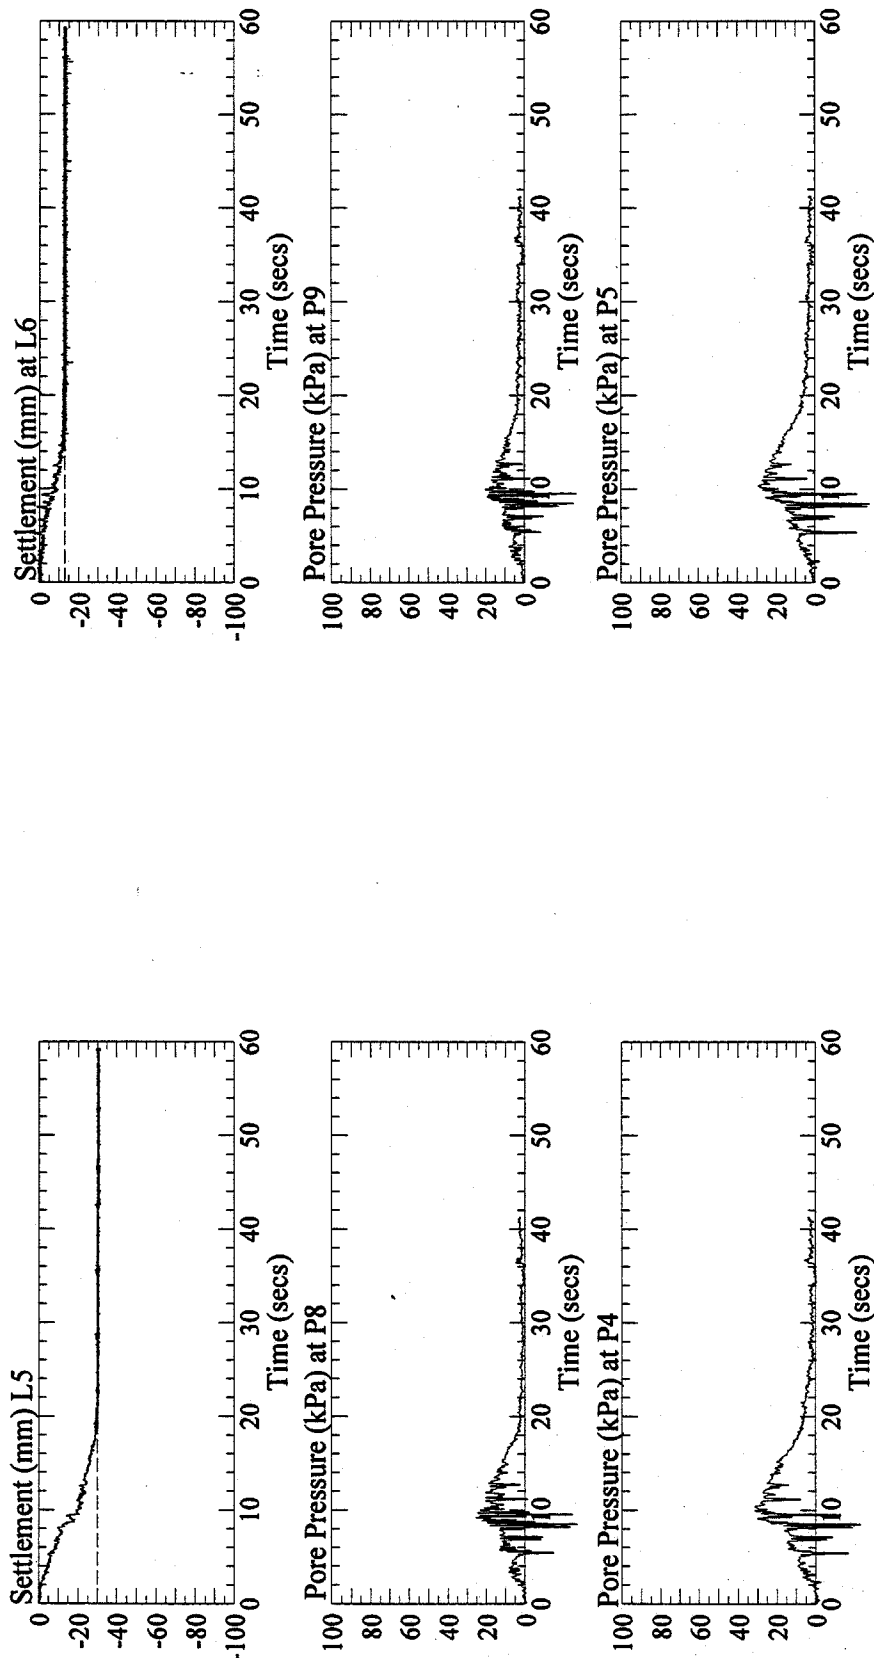 Settlement (mm) L5
0
-20
-40
-60
-80
-100
0 10 20 30 40 50 60
Time (secs)
Pore Pressure (kPa) at P8
100
80
60
40
20
0
0 10 20 30 40 50 60
Time (secs)
Pore Pressure (kPa) at P4
100
80
60
40
20
0
0 10 20 30 40 50 60
Time (secs)
Settlement (mm) at L6
0
-20
-40
-60
-80
-100
0 10 20 30 40 50 60
Time (secs)
Pore Pressure (kPa) at P9
100
80
60
40
20
0
0 10 20 30 40 50 60
Time (secs)
Pore Pressure (kPa) at P5
100
80
60
40
20
0
0 10 20 30 40 50 60
Time (secs)